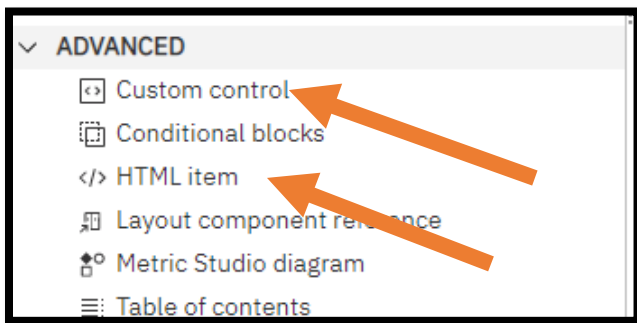 ADVANCED
Custom control
Conditional blocks
HTML item
Layout component reference
Metric Studio diagram
Table of contents